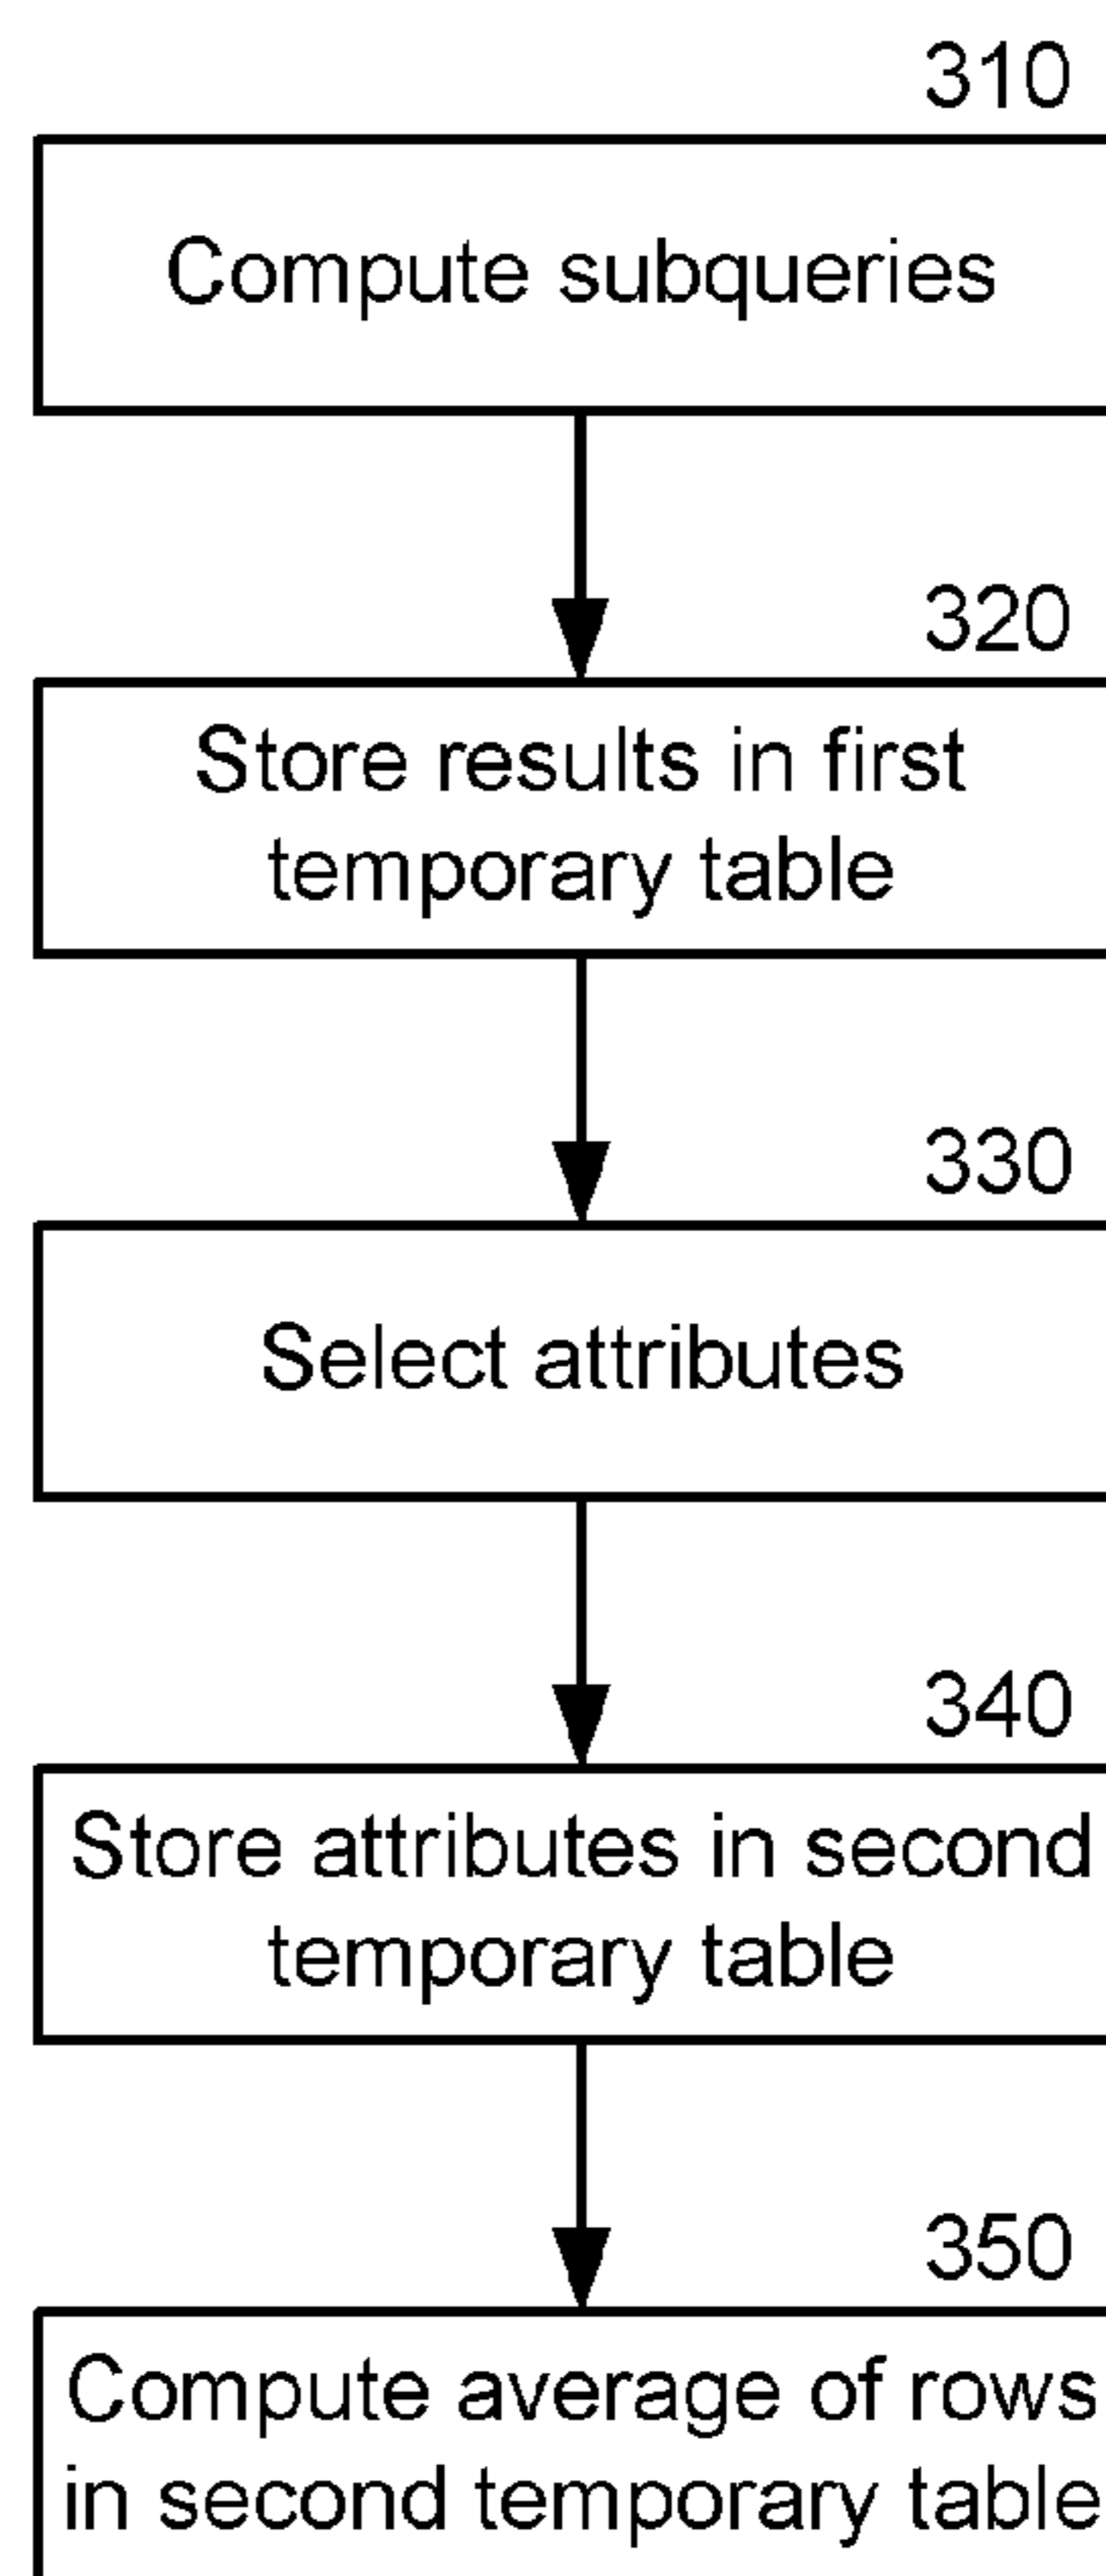 310
Compute subqueries
320
Store results in first
temporary table
330
Select attributes
340
Store attributes in second
temporary table
350
Compute average of rows
in second temporary table